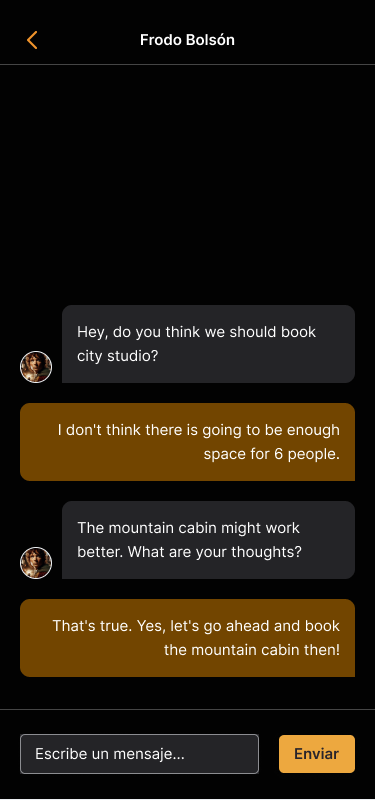 Frodo Bolsón
Hey, do you think we should book
city studio?
I don't think there is going to be enough
space for 6 people.
The mountain cabin might work
better. What are your thoughts?
That's true. Yes, let's go ahead and book
the mountain cabin then!
Escribe un mensaje...
Enviar